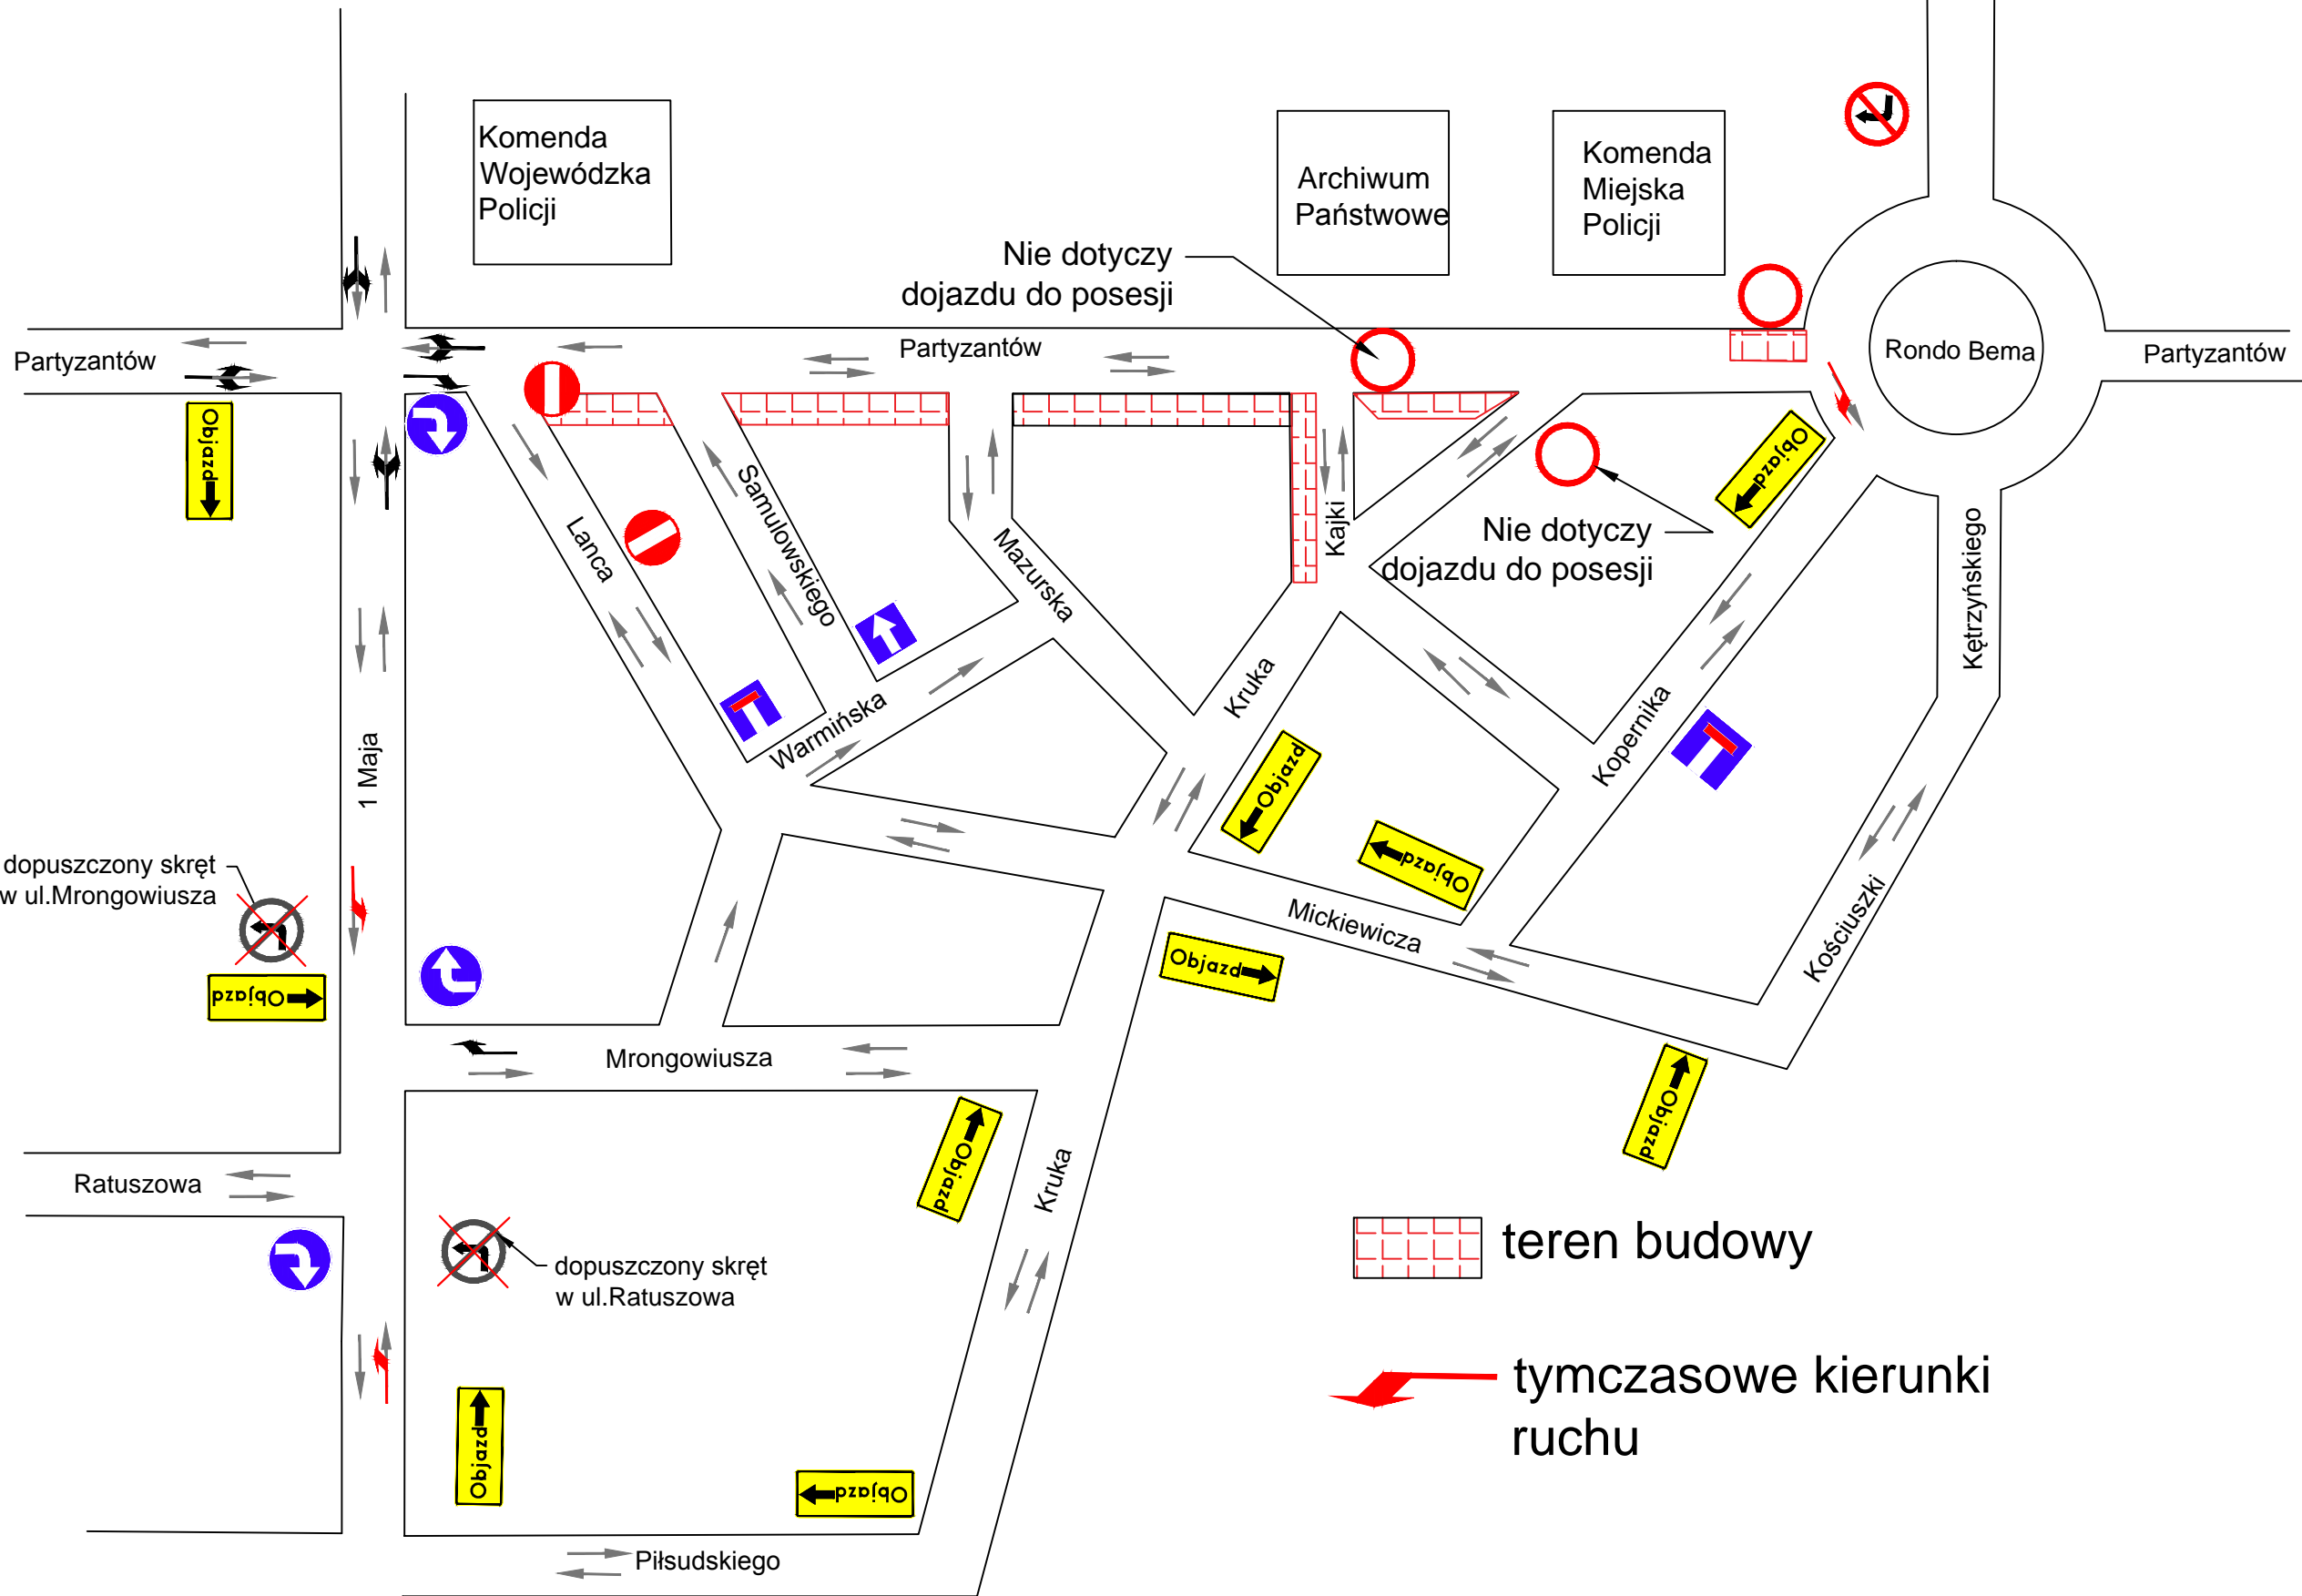 Komenda
Wojewódzka
Policji
Archiwum
Państwowe
Komenda
Miejska
Policji
Nie dotyczy
dojazdu do posesji
Partyzantów
Partyzantów
Rondo Bema
Partyzantów
Objazd
Objazd
Samulowskiego
Lanca
Mazurska
Kajki
Nie dotyczy
dojazdu do posesji
Kętrzyńskiego
Kruka
Warmińska
Kopernika
1 Maja
Objazd
Objazd
dopuszczony skręt
w ul.Mrongowiusza
Objazd
Mickiewicza
Objazd
Kościuszki
Mrongowiusza
Objazd
Objazd
Kruka
Ratuszowa
dopuszczony skręt
w ul.Ratuszowa
teren budowy
tymczasowe kierunki
ruchu
Objazd
Objazd
Piłsudskiego